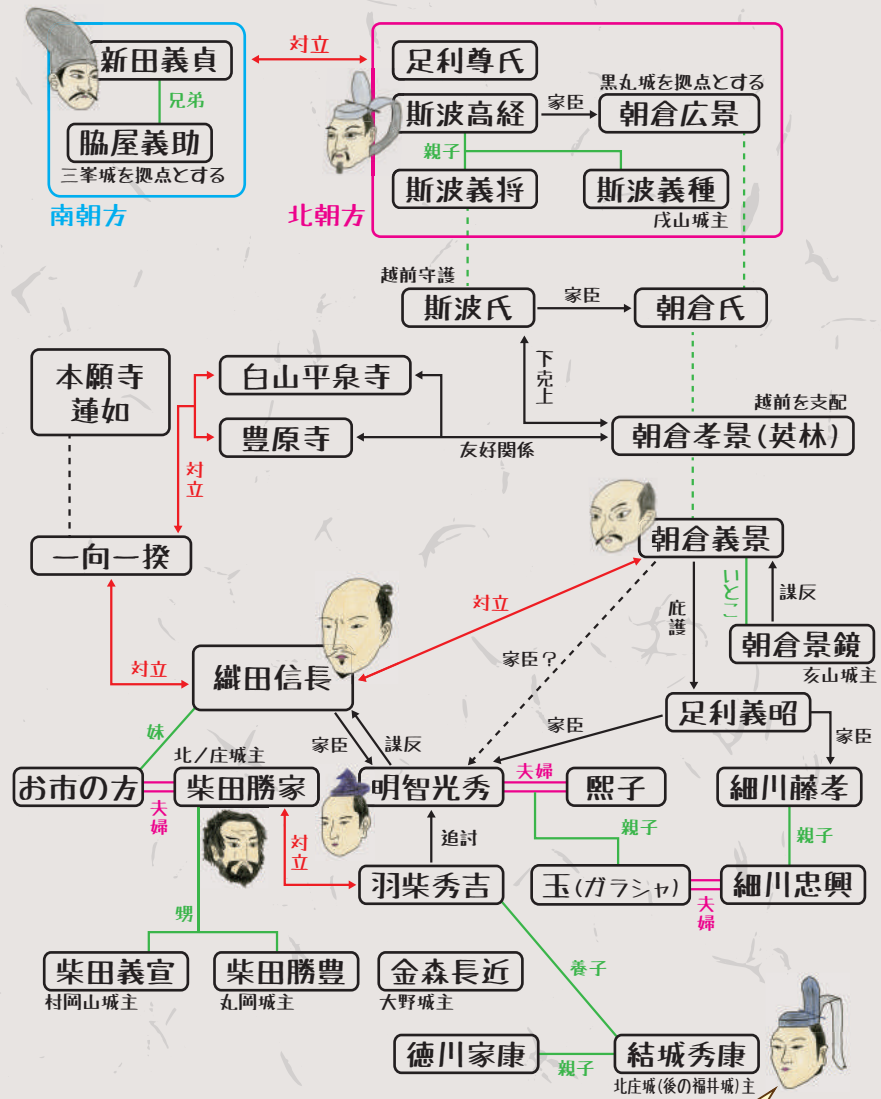 新田義貞
対立
足利尊氏
兄弟
脇屋義助
三峯城を拠点とする
南朝方
黒丸城を拠点とする
斯波高経
家臣
朝倉広景
親子
斯波義将
斯波義種
戌山城主
北朝方
越前守護
斯波氏
家臣
朝倉氏
下克上
本願寺
蓮如
白山平泉寺
豊原寺
対立
友好関係
越前を支配
朝倉孝景(英林)
一向一揆
朝倉義景
いとこ
謀反
庇護
朝倉景鏡
亥山城主
対立
対立
織田信長
家臣?
足利義昭
妹
家臣
謀反
家臣
家臣
北ノ庄城主
お市の方
夫婦
柴田勝家
明智光秀
夫婦
熙子
細川藤孝
対立
追討
親子
親子
羽柴秀吉
玉(ガラシャ)
夫婦
細川忠興
甥
柴田義宣
村岡山城主
柴田勝豊
丸岡城主
金森長近
大野城主
養子
徳川家康
親子
結城秀康
北庄城(後の福井城)主